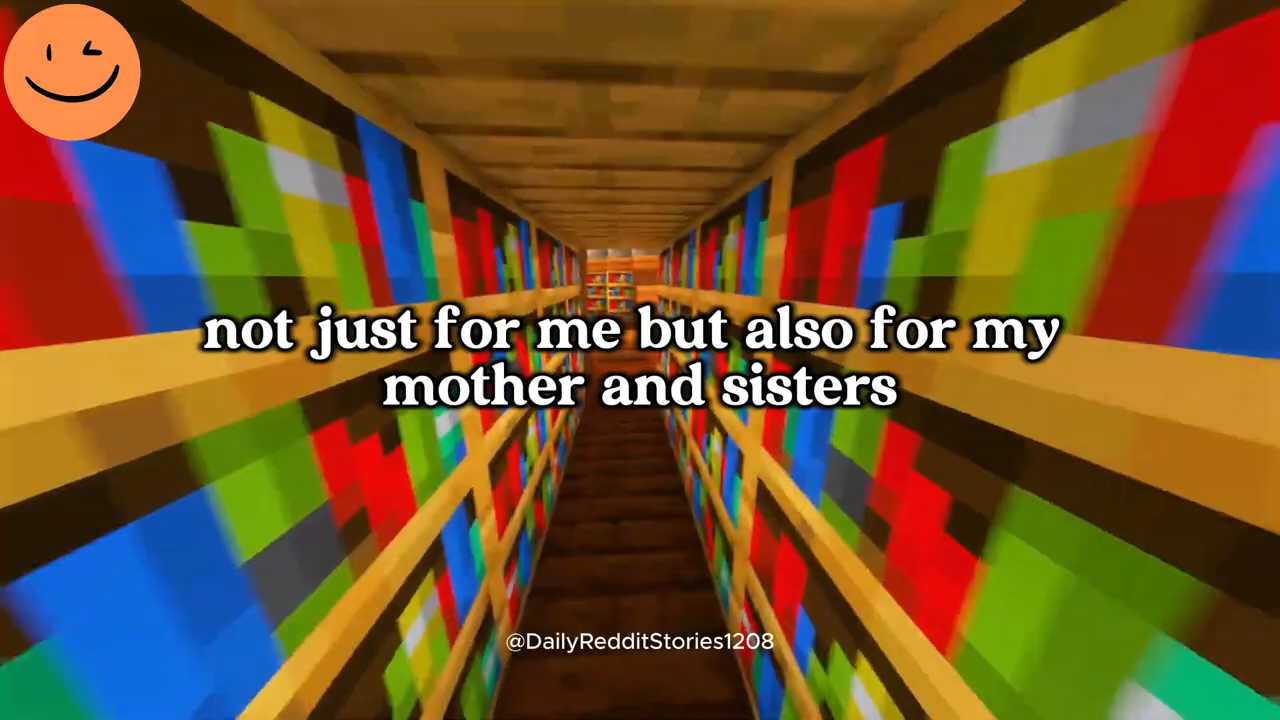 not just for me but also for my
mother and sisters
@DailyRedditStories1208